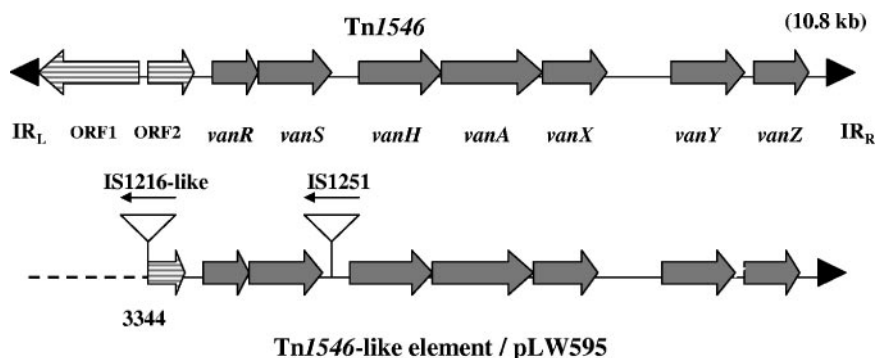 Tn1546 (10.8 kb)
IRL ORF1 ORF2 vanR vanS vanH vanA vanX vanY vanZ IRR
IS1216-like IS1251
3344
Tn1546-like element / pLW595